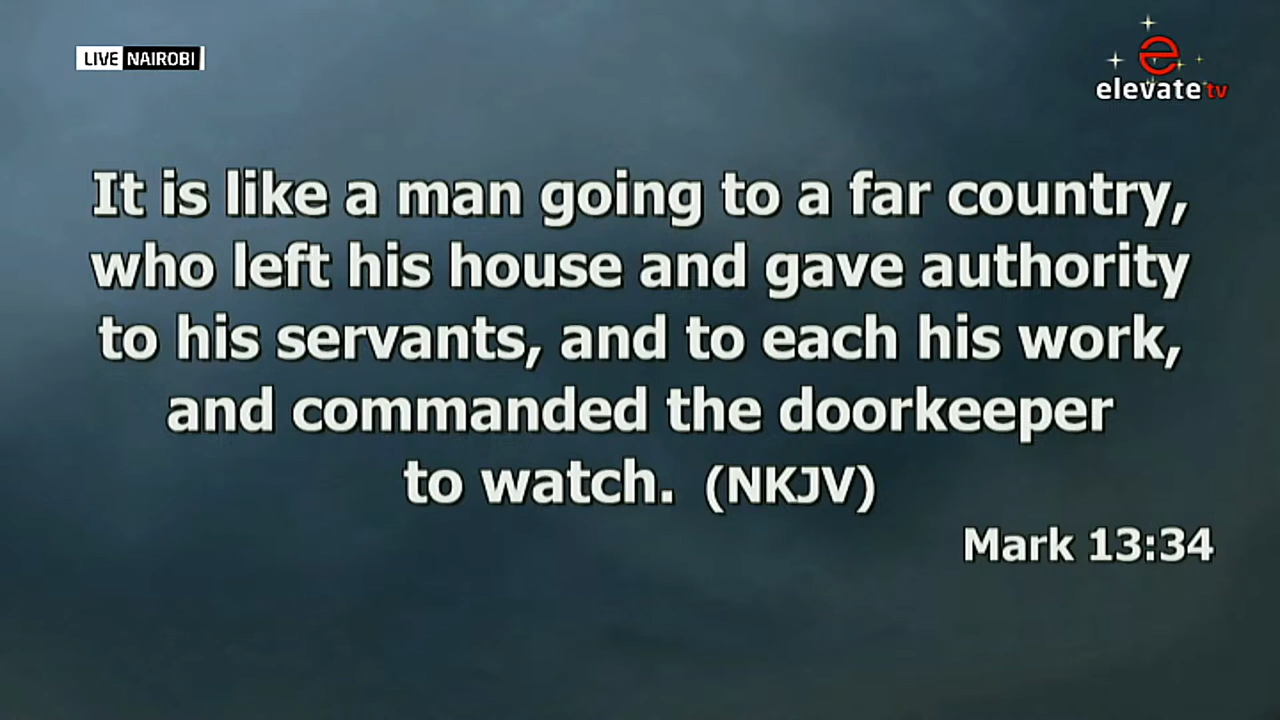 LIVE NAIROBI
e
elevate tv
It is like a man going to a far country,
who left his house and gave authority
to his servants, and to each his work,
and commanded the doorkeeper
to watch. (NKJV)
Mark 13:34